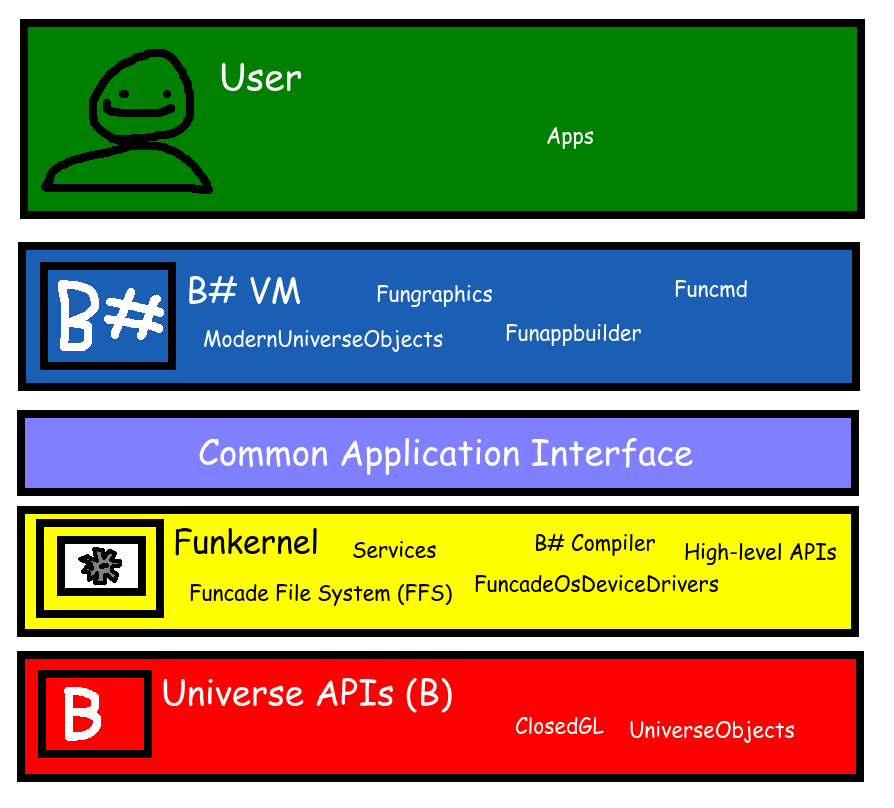 User
Apps
B#
B# VM
Fungraphics
Funcmd
ModernUniverseObjects
Funappbuilder
Common Application Interface
Funkernel
Services
B# Compiler
High-level APIs
Funcade File System (FFS)
FuncadeOsDeviceDrivers
B
Universe APIs (B)
ClosedGL
UniverseObjects